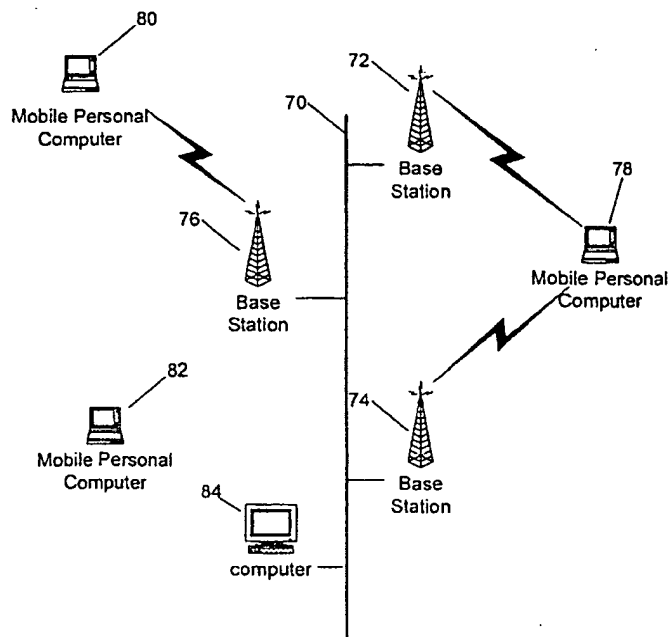 80
Mobile Personal
Computer
72
70
Base
Station
78
Mobile Personal
Computer
76
Base
Station
82
Mobile Personal
Computer
74
Base
Station
84
computer